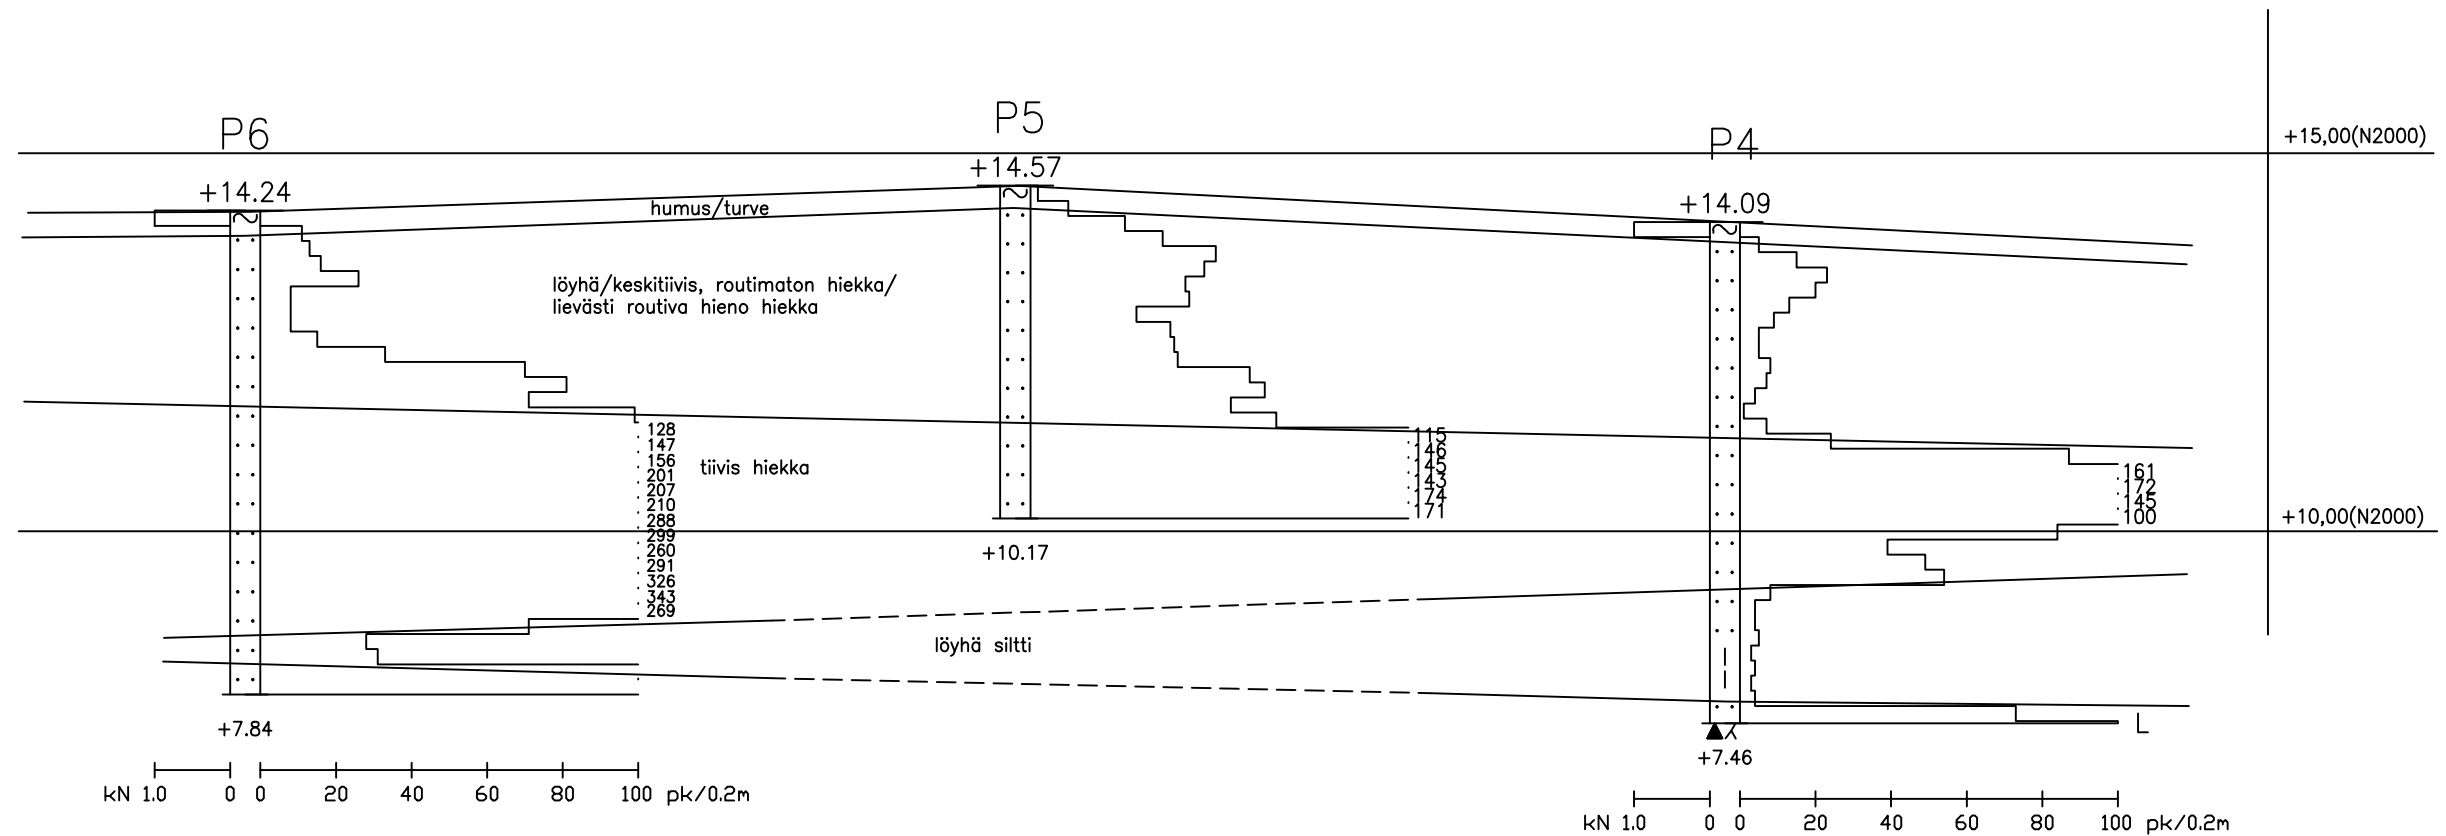 P6
P5
P4
+15,00(N2000)
+14.24
+14.57
+14.09
humus/turve
löyhä/keskitiivis, routimaton hiekka/
lievästi routiva hieno hiekka
128
147
156
201
207
210
288
299
260
291
326
343
269
tiivis hiekka
115
146
145
143
174
171
161
172
145
100
+10,00(N2000)
+10.17
löyhä siltti
+7.84
+7.46
L
kN 1.0 0 0 20 40 60 80 100 pk/0.2m
kN 1.0 0 0 20 40 60 80 100 pk/0.2m